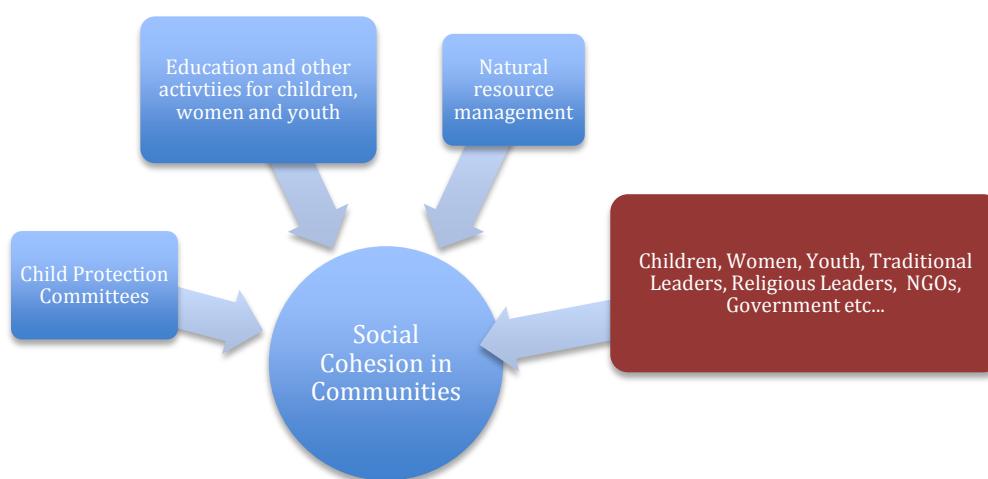 Education and other
activtiies for children,
women and youth
Natural
resource
management
Child Protection
Committees
Children, Women, Youth, Traditional
Leaders, Religious Leaders,  NGOs,
Government etc...
Social
Cohesion in
Communities